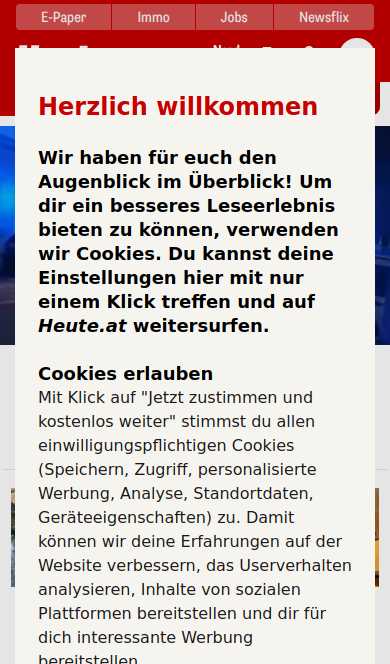 E-Paper Immo Jobs Newsflix
Herzlich willkommen
Wir haben für euch den
Augenblick im Überblick! Um
dir ein besseres Leseerlebnis
bieten zu können, verwenden
wir Cookies. Du kannst deine
Einstellungen hier mit nur
einem Klick treffen und auf
Heute.at weitersurfen.
Cookies erlauben
Mit Klick auf "Jetzt zustimmen und
kostenlos weiter" stimmst du allen
einwilligungspflichtigen Cookies
(Speichern, Zugriff, personalisierte
Werbung, Analyse, Standortdaten,
Geräteeigenschaften) zu. Damit
können wir deine Erfahrungen auf der
Website verbessern, das Userverhalten
analysieren, Inhalte von sozialen
Plattformen bereitstellen und dir für
dich interessante Werbung
bereitstellen